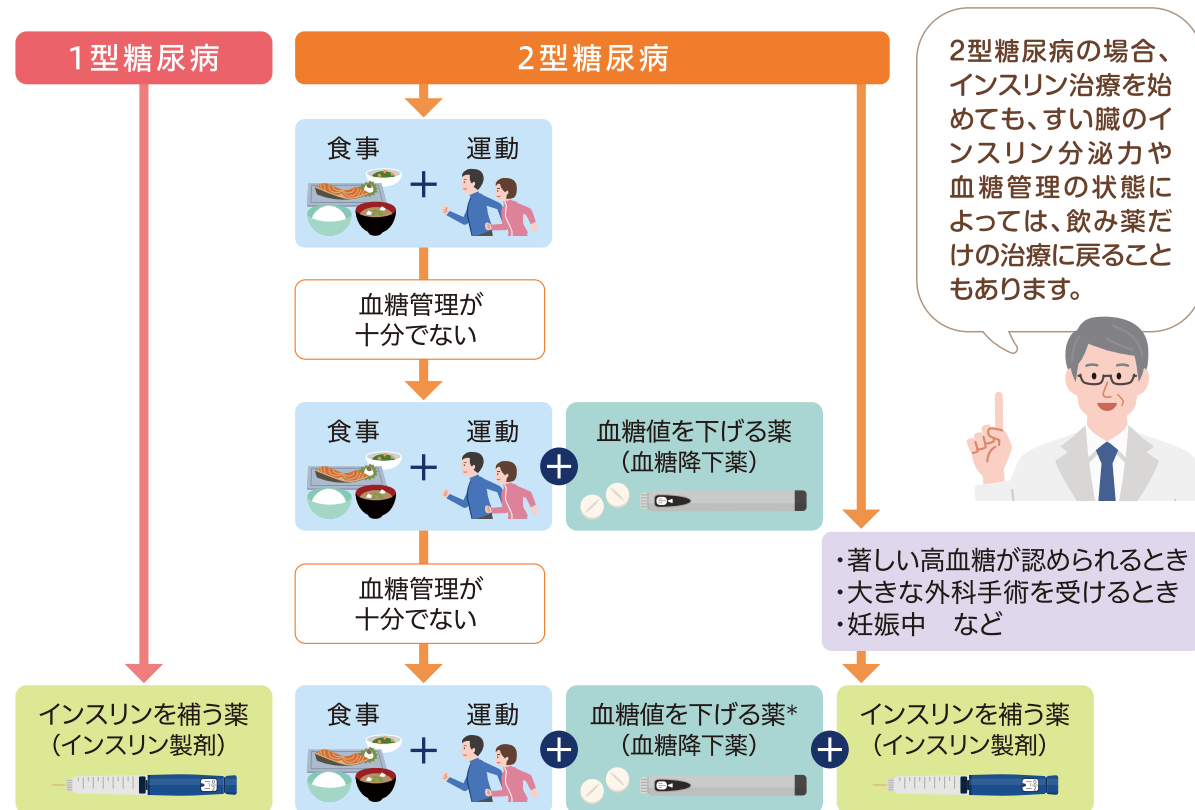 1型糖尿病
2型糖尿病
食事
+
運動
血糖管理が
十分でない
食事
+
運動
+
血糖値を下げる薬
（血糖降下薬）
血糖管理が
十分でない
・著しい高血糖が認められるとき
・大きな外科手術を受けるとき
・妊娠中　など
インスリンを補う薬
（インスリン製剤）
食事
+
運動
+
血糖値を下げる薬*
（血糖降下薬）
+
インスリンを補う薬
（インスリン製剤）
2型糖尿病の場合、
インスリン治療を始
めても、すい臓のイ
ンスリン分泌力や
血糖管理の状態に
よっては、飲み薬だ
けの治療に戻ること
もあります。